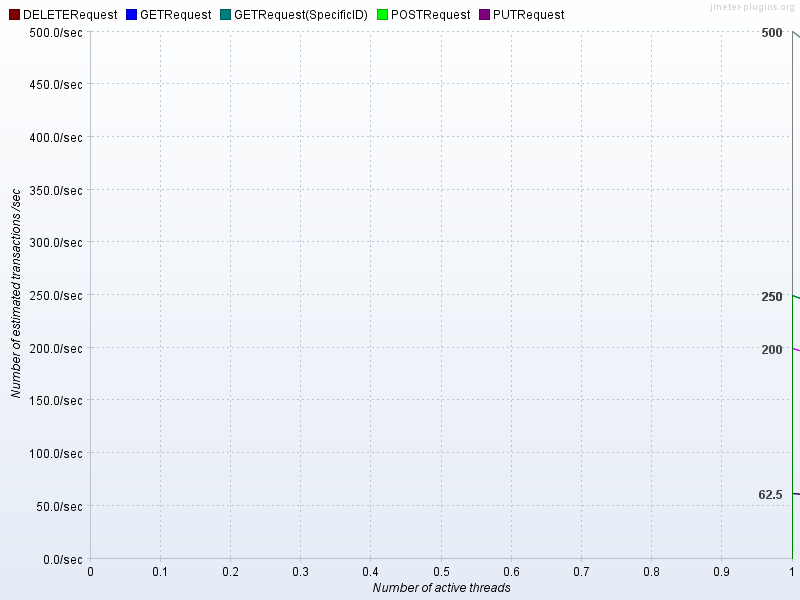 DELETERequest GETRequest GETRequest(SpecificID) POSTRequest PUTRequest
jmeter-plugins.org
500.0/sec
450.0/sec
400.0/sec
350.0/sec
300.0/sec
250.0/sec
200.0/sec
150.0/sec
100.0/sec
50.0/sec
0.0/sec
Number of estimated transactions /sec
500
250
200
62.5
0 0.1 0.2 0.3 0.4 0.5 0.6 0.7 0.8 0.9 1
Number of active threads